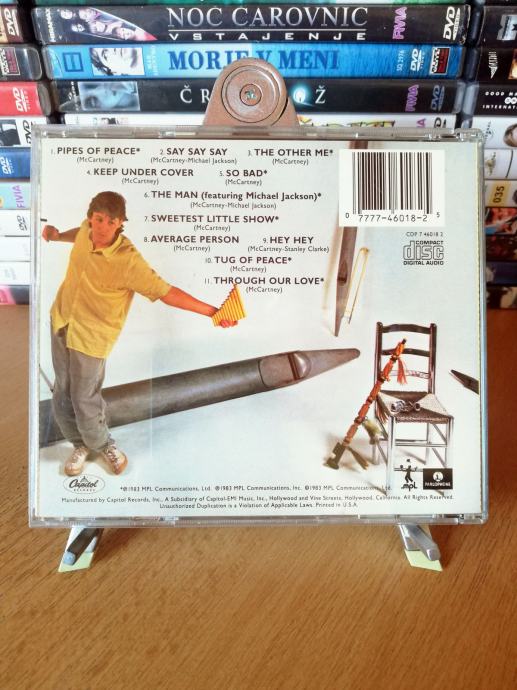 NOC ČAROVNIC
VSTAJENJE
FIVIA
DVD
MORJE V MENI
DVD
FIVIA
DVD
1. PIPES OF PEACE* 2. SAY SAY SAY 3. THE OTHER ME*
(McCartney) (McCartney-Michael Jackson) (McCartney)
4. KEEP UNDER COVER 5. SO BAD*
(McCartney) (McCartney)
6. THE MAN (featuring Michael Jackson)*
(McCartney-Michael Jackson)
7. SWEETEST LITTLE SHOW*
(McCartney)
8. AVERAGE PERSON 9. HEY HEY
(McCartney) (McCartney-Stanley Clarke)
10. TUG OF PEACE*
(McCartney)
11. THROUGH OUR LOVE*
(McCartney)
0 7777-46018-2 5
CDP 7 46018 2
COMPACT
disc
DIGITAL AUDIO
035
Capitol
RECORDS
mpl
PARLOPHONE
*℗1983 MPL Communications, Ltd. ℗1983 MPL Communications, Inc. ©1983 MPL Communications, Ltd.
Manufactured by Capitol Records, Inc., A Subsidiary of Capitol-EMI Music, Inc., Hollywood and Vine Streets, Hollywood, California. All Rights Reserved.
Unauthorized Duplication is a Violation of Applicable Laws. Printed in U.S.A.